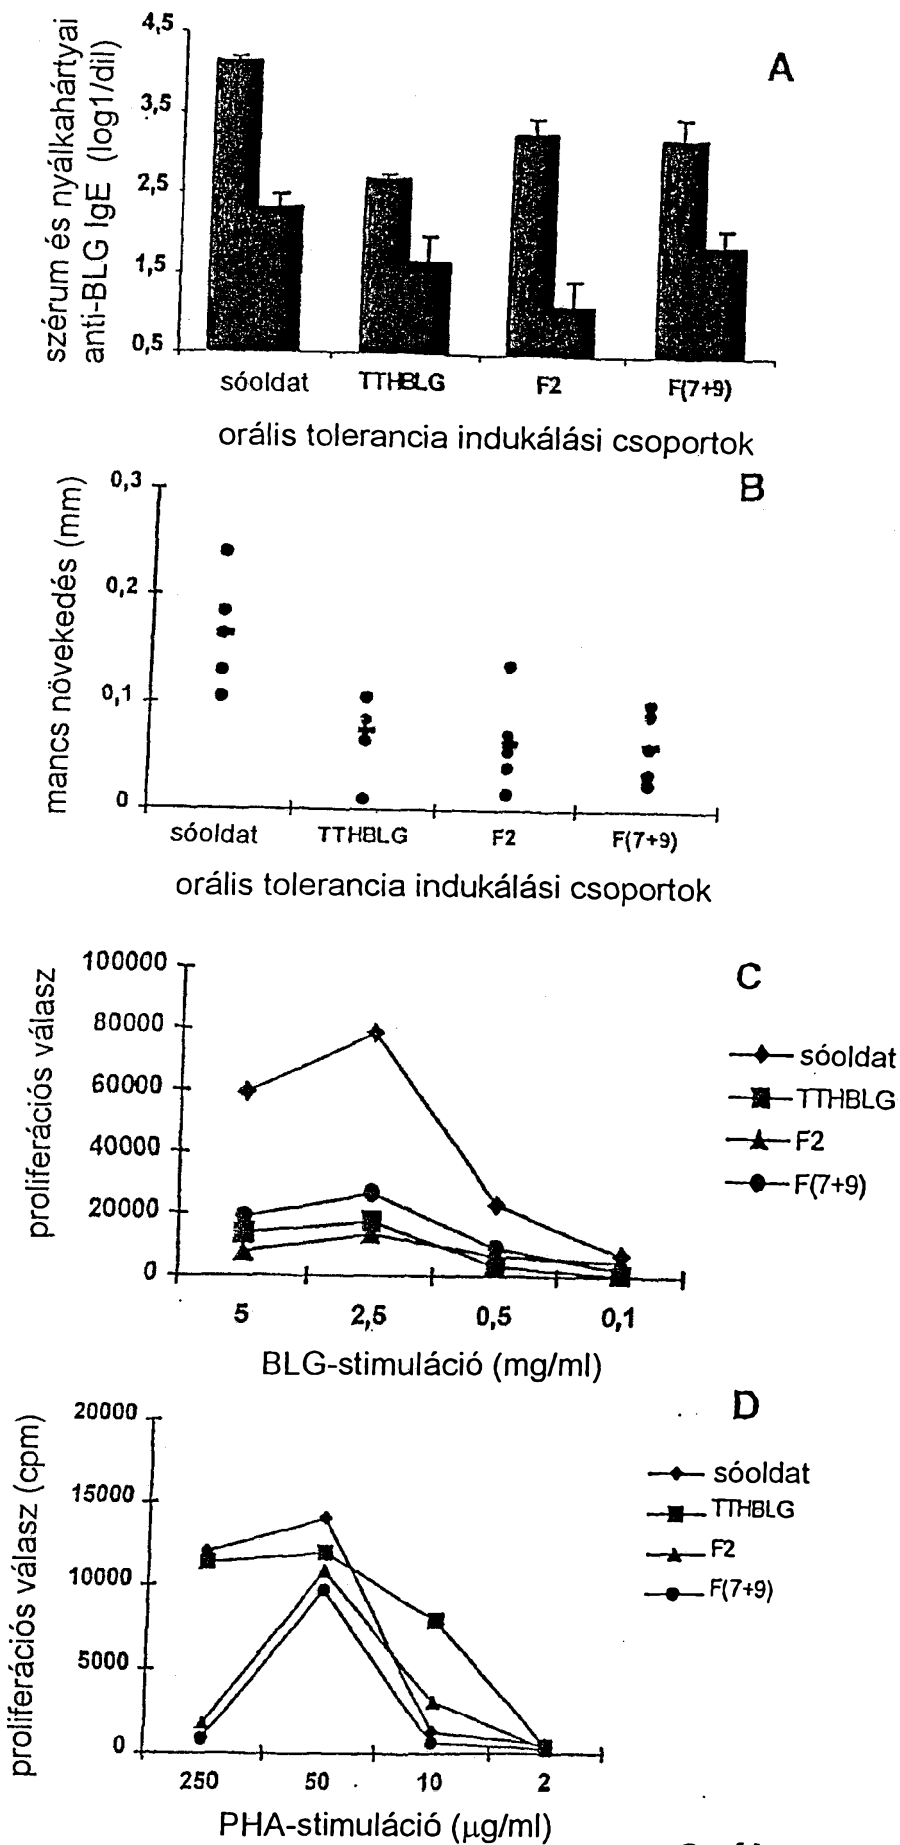 A
szérum és nyálkahártyai
anti-BLG IgE (log1/dil)
4,5
3,5
2,5
1,5
0,5
sóoldat TTHBLG F2 F(7+9)
orális tolerancia indukálási csoportok
B
mancs növekedés (mm)
0,3
0,2
0,1
0
sóoldat TTHBLG F2 F(7+9)
orális tolerancia indukálási csoportok
C
proliferációs válasz
100000
80000
60000
40000
20000
0
5 2,5 0,5 0,1
BLG-stimuláció (mg/ml)
sóoldat
TTHBLG
F2
F(7+9)
D
proliferációs válasz (cpm)
20000
15000
10000
5000
0
250 50 10 2
PHA-stimuláció (µg/ml)
sóoldat
TTHBLG
F2
F(7+9)